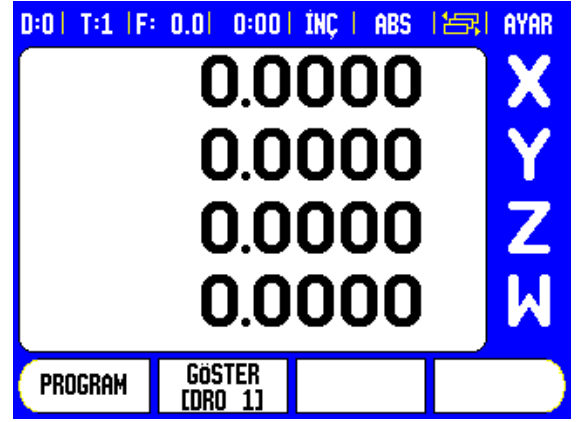 D:0| T:1 |F: 0.0| 0:00| İNÇ | ABS | | AYAR
0.0000 X
0.0000 Y
0.0000 Z
0.0000 W
PROGRAM
GÖSTER
[DRO 1]